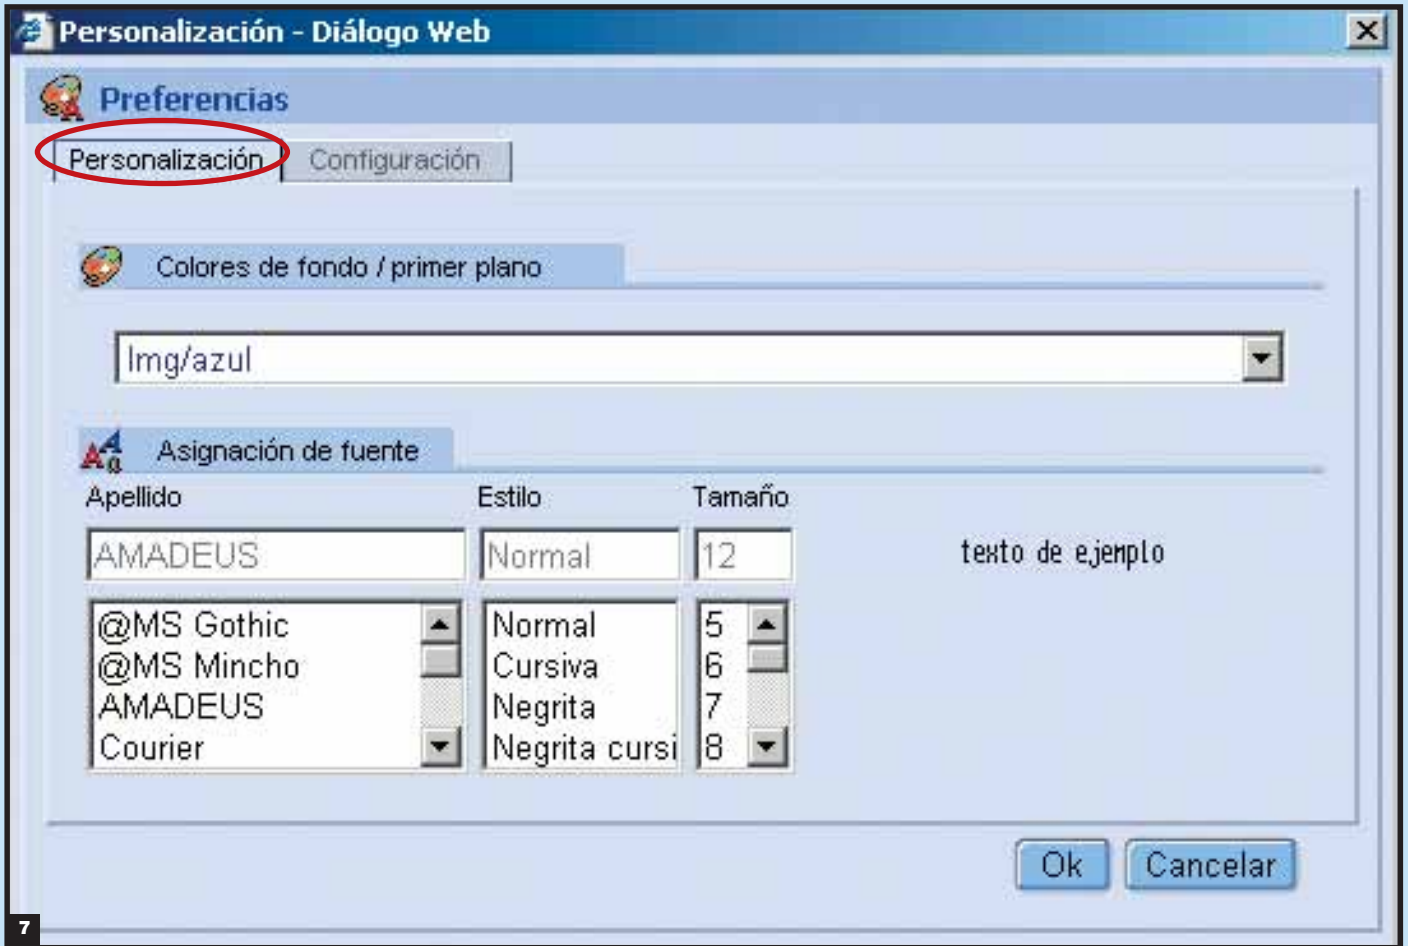 Personalización - Diálogo Web
Preferencias
Personalización Configuración
Colores de fondo / primer plano
Img/azul
Asignación de fuente
Apellido Estilo Tamaño
AMADEUS Normal 12 texto de ejemplo
@MS Gothic Normal 5
@MS Mincho Cursiva 6
AMADEUS Negrita 7
Courier Negrita cursi 8
Ok Cancelar
7